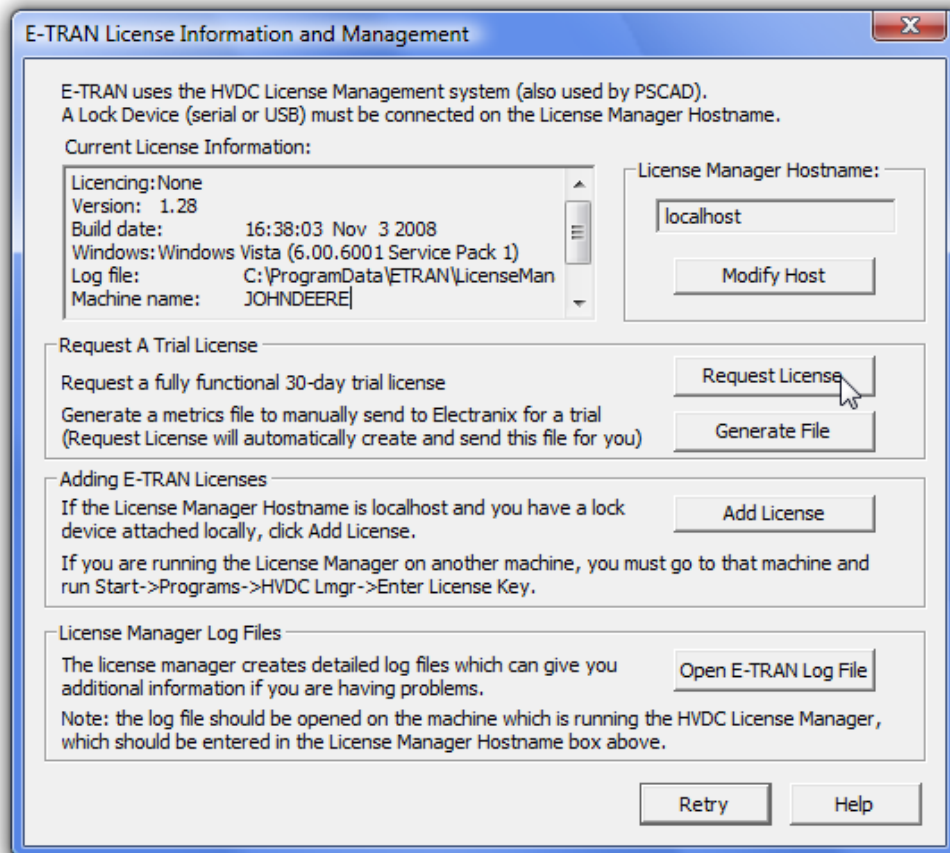 E-TRAN License Information and Management
E-TRAN uses the HVDC License Management system (also used by PSCAD).
A Lock Device (serial or USB) must be connected on the License Manager Hostname.
Current License Information:
Licencing:None
Version: 1.28
Build date: 16:38:03 Nov 3 2008
Windows:Windows Vista (6.00.6001 Service Pack 1)
Log file: C:\ProgramData\ETRAN\LicenseMan
Machine name: JOHNDEERE
License Manager Hostname:
localhost
Modify Host
Request A Trial License
Request a fully functional 30-day trial license
Request License
Generate a metrics file to manually send to Electranix for a trial
(Request License will automatically create and send this file for you)
Generate File
Adding E-TRAN Licenses
If the License Manager Hostname is localhost and you have a lock
device attached locally, click Add License.
Add License
If you are running the License Manager on another machine, you must go to that machine and
run Start->Programs->HVDC Lmgr->Enter License Key.
License Manager Log Files
The license manager creates detailed log files which can give you
additional information if you are having problems.
Open E-TRAN Log File
Note: the log file should be opened on the machine which is running the HVDC License Manager,
which should be entered in the License Manager Hostname box above.
Retry
Help